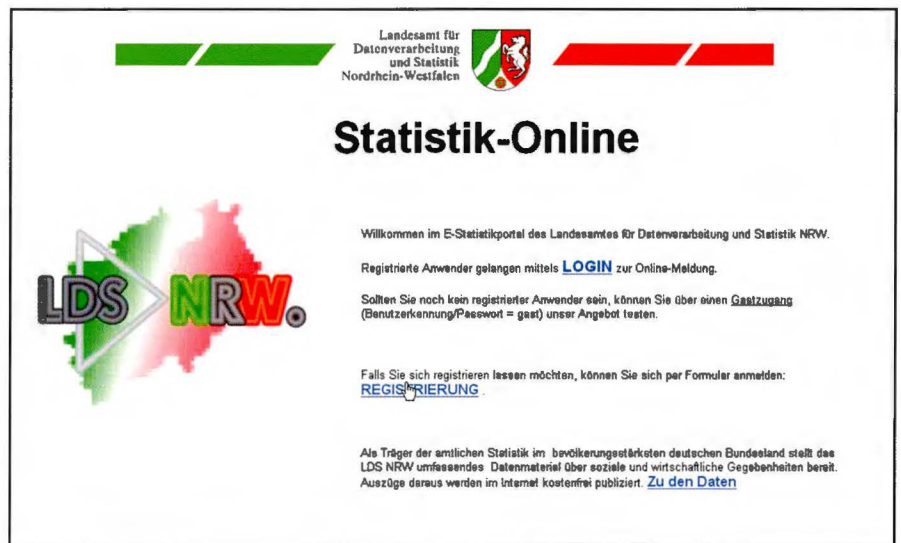 Landesamt für
Datenverarbeitung
und Statistik
Nordrhein-Westfalen
Statistik-Online
LDS NRW.
Willkommen im E-Statistikportal des Landesamtes für Datenverarbeitung und Statistik NRW.
Registrierte Anwender gelangen mittels LOGIN zur Online-Meldung.
Sollten Sie noch kein registrierter Anwender sein, können Sie über einen Gastzugang
(Benutzerkennung/Passwort = gast) unser Angebot testen.
Falls Sie sich registrieren lassen möchten, können Sie sich per Formular anmelden:
REGISTRIERUNG .
Als Träger der amtlichen Statistik im bevölkerungsstärksten deutschen Bundesland stellt das
LDS NRW umfassendes Datenmaterial über soziale und wirtschaftliche Gegebenheiten bereit.
Auszüge daraus werden im Internet kostenfrei publiziert. Zu den Daten